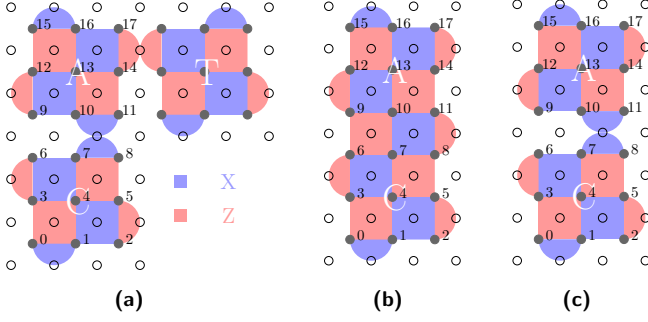 15 16 17 15 16 17 15 16 17
12 A 13 14 T 12 13 A 14 12 13 A 14
9 10 11 9 10 11 9 10 11
6 7 8 6 7 8 6 7 8
3 4 5 3 4 5 3 4 5
C C C
0 1 2 0 1 2 0 1 2
X
Z
(a) (b) (c)